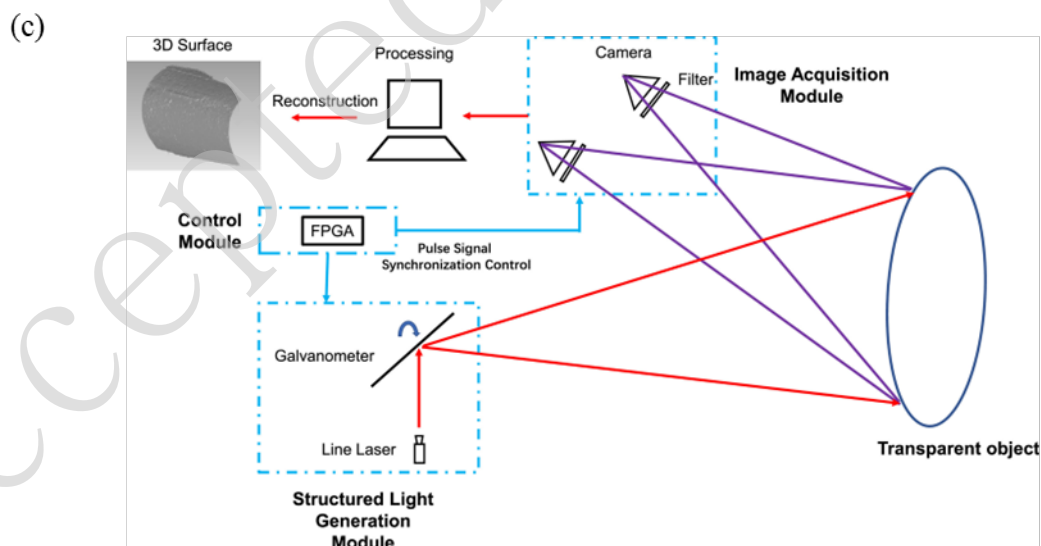 (c)
3D Surface
Processing
Camera
Filter
Image Acquisition
Module
Reconstruction
Control
Module
FPGA
Pulse Signal
Synchronization Control
Galvanometer
Line Laser
Transparent object
Structured Light
Generation
Module
ccepted